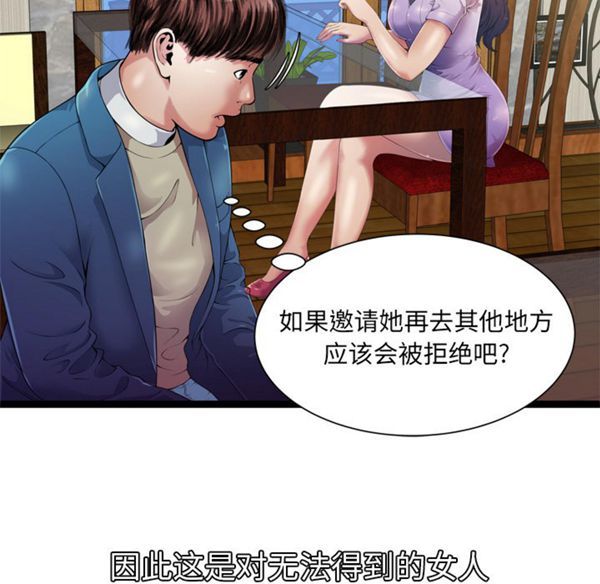 如果邀请她再去其他地方
应该会被拒绝吧?
因此这是对无法得到的女人